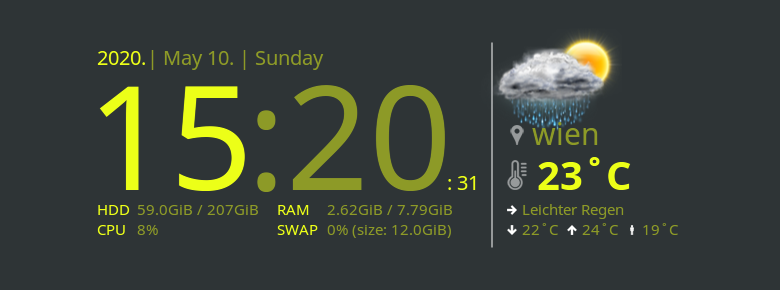 2020.| May 10. | Sunday
15:20: 31
HDD 59.0GiB / 207GiB RAM 2.62GiB / 7.79GiB
CPU 8% SWAP 0% (size: 12.0GiB)
wien
23°C
Leichter Regen
22°C 24°C 19°C